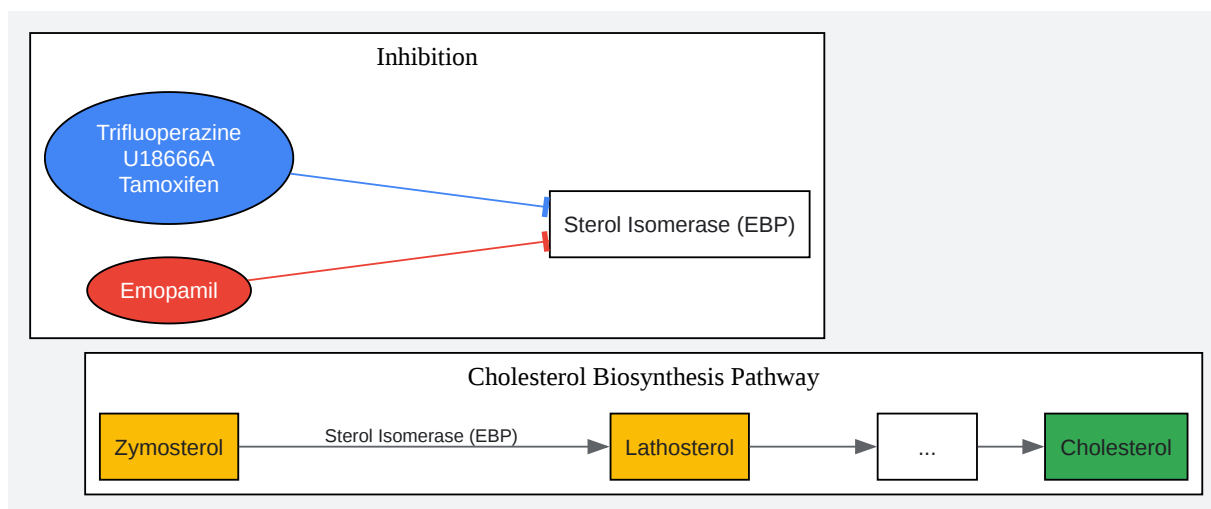 Inhibition
Trifluoperazine
U18666A
Tamoxifen
Sterol Isomerase (EBP)
Emopamil
Cholesterol Biosynthesis Pathway
Zymosterol
Sterol Isomerase (EBP)
Lathosterol
...
Cholesterol